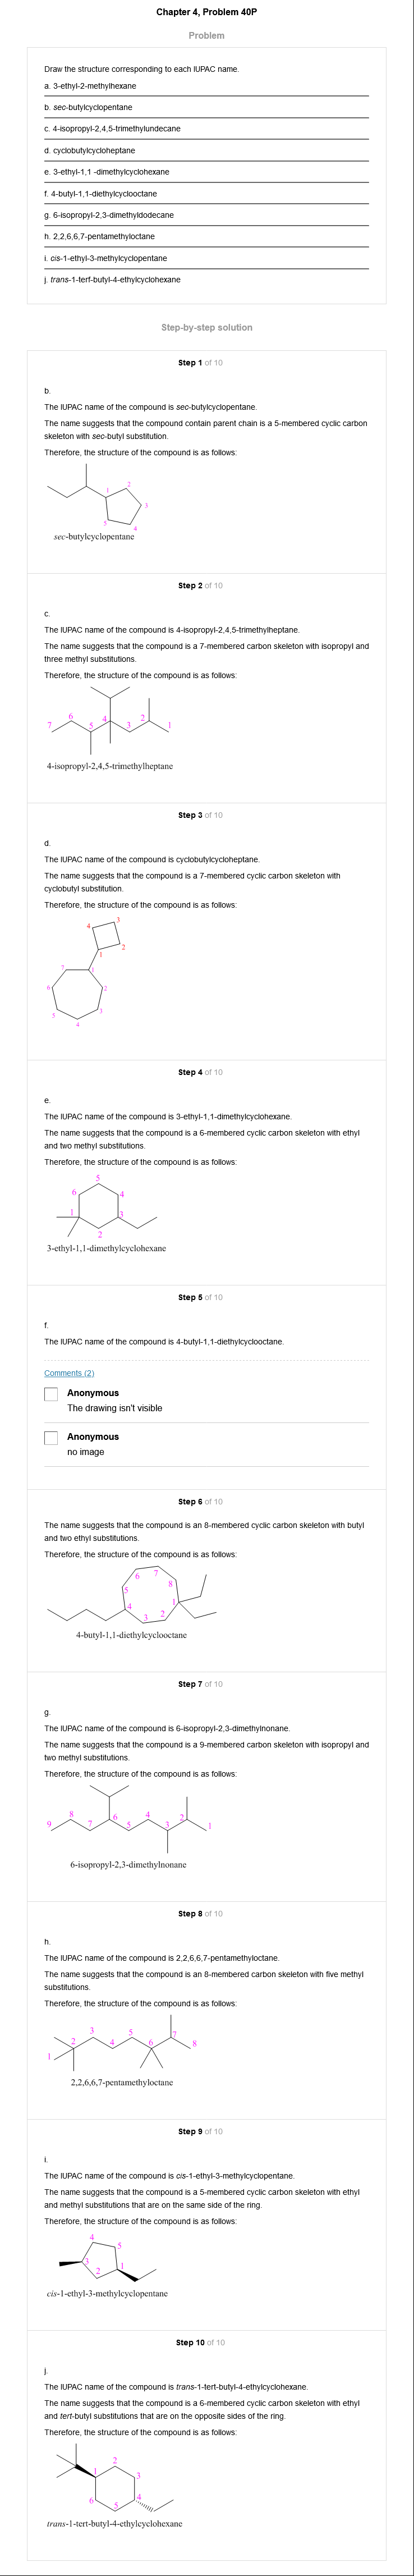 Chapter 4, Problem 40P
Problem
Draw the structure corresponding to each IUPAC name.
a. 3-ethyl-2-methylhexane
b. sec-butylcyclopentane
c. 4-isopropyl-2,4,5-trimethylundecane
d. cyclobutylcycloheptane
e. 3-ethyl-1,1 -dimethylcyclohexane
f. 4-butyl-1,1-diethylcyclooctane
g. 6-isopropyl-2,3-dimethyldodecane
h. 2,2,6,6,7-pentamethyloctane
i. cis-1-ethyl-3-methylcyclopentane
j. trans-1-terf-butyl-4-ethylcyclohexane
Step-by-step solution
Step 1 of 10
b.
The IUPAC name of the compound is sec-butylcyclopentane.
The name suggests that the compound contain parent chain is a 5-membered cyclic carbon
skeleton with sec-butyl substitution.
Therefore, the structure of the compound is as follows:
1 2
3
5 4
sec-butylcyclopentane
Step 2 of 10
c.
The IUPAC name of the compound is 4-isopropyl-2,4,5-trimethylheptane.
The name suggests that the compound is a 7-membered carbon skeleton with isopropyl and
three methyl substitutions.
Therefore, the structure of the compound is as follows:
7 6 5 4 3 2 1
4-isopropyl-2,4,5-trimethylheptane
Step 3 of 10
d.
The IUPAC name of the compound is cyclobutylcycloheptane.
The name suggests that the compound is a 7-membered cyclic carbon skeleton with
cyclobutyl substitution.
Therefore, the structure of the compound is as follows:
4 3
2
1
7 1
6 2
5 3
4
Step 4 of 10
e.
The IUPAC name of the compound is 3-ethyl-1,1-dimethylcyclohexane.
The name suggests that the compound is a 6-membered cyclic carbon skeleton with ethyl
and two methyl substitutions.
Therefore, the structure of the compound is as follows:
5
6 4
1 3
2
3-ethyl-1,1-dimethylcyclohexane
Step 5 of 10
f.
The IUPAC name of the compound is 4-butyl-1,1-diethylcyclooctane.
Comments (2)
Anonymous
The drawing isn't visible
Anonymous
no image
Step 6 of 10
The name suggests that the compound is an 8-membered cyclic carbon skeleton with butyl
and two ethyl substitutions.
Therefore, the structure of the compound is as follows:
6 7
5 8
4 1
3 2
4-butyl-1,1-diethylcyclooctane
Step 7 of 10
g.
The IUPAC name of the compound is 6-isopropyl-2,3-dimethylnonane.
The name suggests that the compound is a 9-membered carbon skeleton with isopropyl and
two methyl substitutions.
Therefore, the structure of the compound is as follows:
9 8 7 6 5 4 3 2 1
6-isopropyl-2,3-dimethylnonane
Step 8 of 10
h.
The IUPAC name of the compound is 2,2,6,6,7-pentamethyloctane.
The name suggests that the compound is an 8-membered carbon skeleton with five methyl
substitutions.
Therefore, the structure of the compound is as follows:
1 2 3 4 5 6 7 8
2,2,6,6,7-pentamethyloctane
Step 9 of 10
i.
The IUPAC name of the compound is cis-1-ethyl-3-methylcyclopentane.
The name suggests that the compound is a 5-membered cyclic carbon skeleton with ethyl
and methyl substitutions that are on the same side of the ring.
Therefore, the structure of the compound is as follows:
4 5
3 1
2
cis-1-ethyl-3-methylcyclopentane
Step 10 of 10
j.
The IUPAC name of the compound is trans-1-tert-butyl-4-ethylcyclohexane.
The name suggests that the compound is a 6-membered cyclic carbon skeleton with ethyl
and tert-butyl substitutions that are on the opposite sides of the ring.
Therefore, the structure of the compound is as follows:
2
1 3
6 4
5
trans-1-tert-butyl-4-ethylcyclohexane